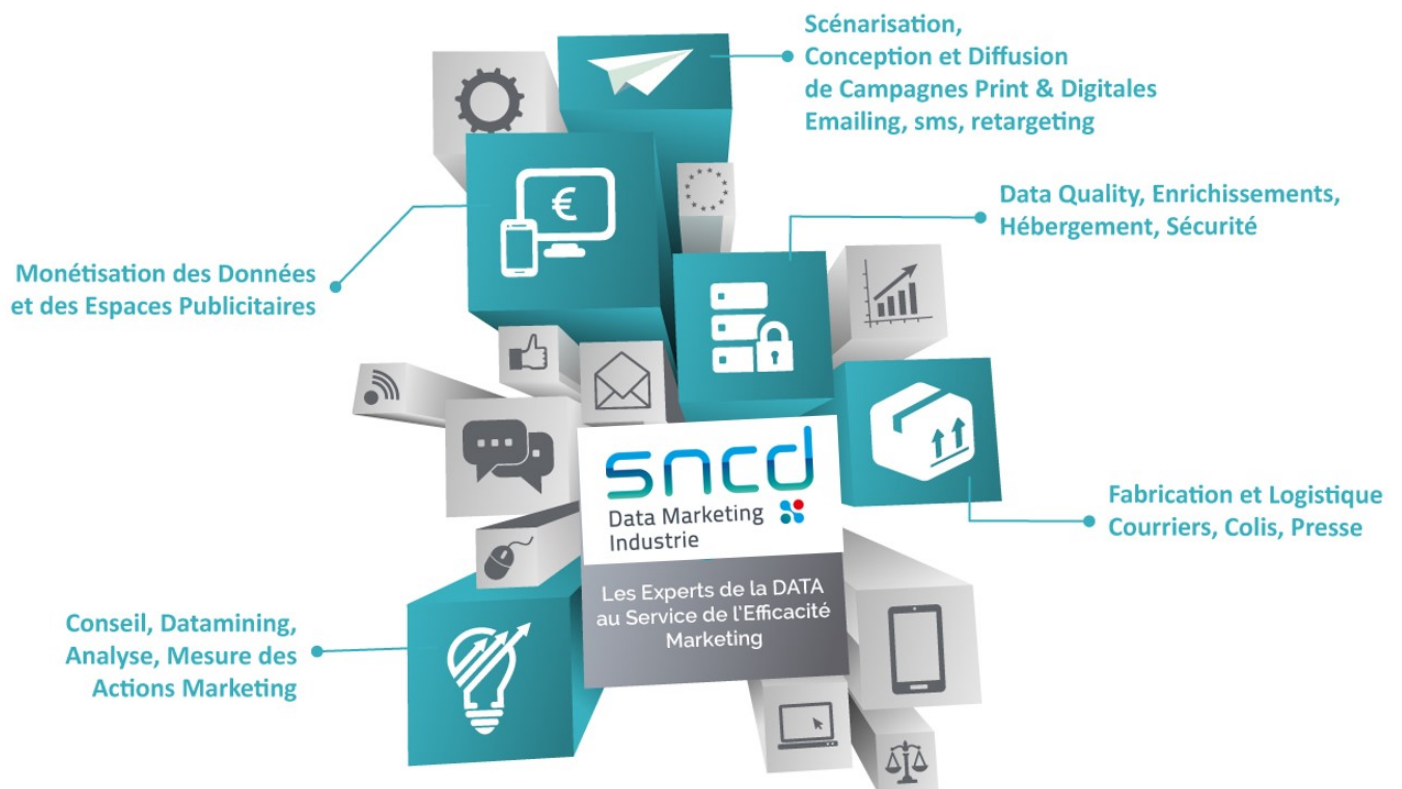 Scénarisation,
Conception et Diffusion
de Campagnes Print & Digitales
Emailing, sms, retargeting
€
Data Quality, Enrichissements,
Hébergement, Sécurité
Monétisation des Données
et des Espaces Publicitaires
sncd
Data Marketing
Industrie
Les Experts de la DATA
au Service de l'Efficacité
Marketing
Fabrication et Logistique
Courriers, Colis, Presse
Conseil, Datamining,
Analyse, Mesure des
Actions Marketing